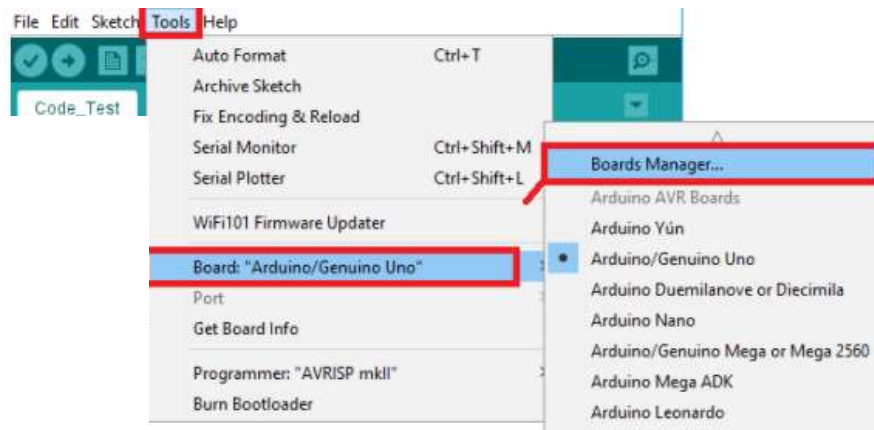 File Edit Sketch Tools Help
Code_Test
Auto Format Ctrl+T
Archive Sketch
Fix Encoding & Reload
Serial Monitor Ctrl+Shift+M
Serial Plotter Ctrl+Shift+L
WiFi101 Firmware Updater
Board: "Arduino/Genuino Uno"
Port
Get Board Info
Programmer: "AVRISP mkII"
Burn Bootloader
Boards Manager...
Arduino AVR Boards
Arduino Yún
Arduino/Genuino Uno
Arduino Duemilanove or Diecimila
Arduino Nano
Arduino/Genuino Mega or Mega 2560
Arduino Mega ADK
Arduino Leonardo